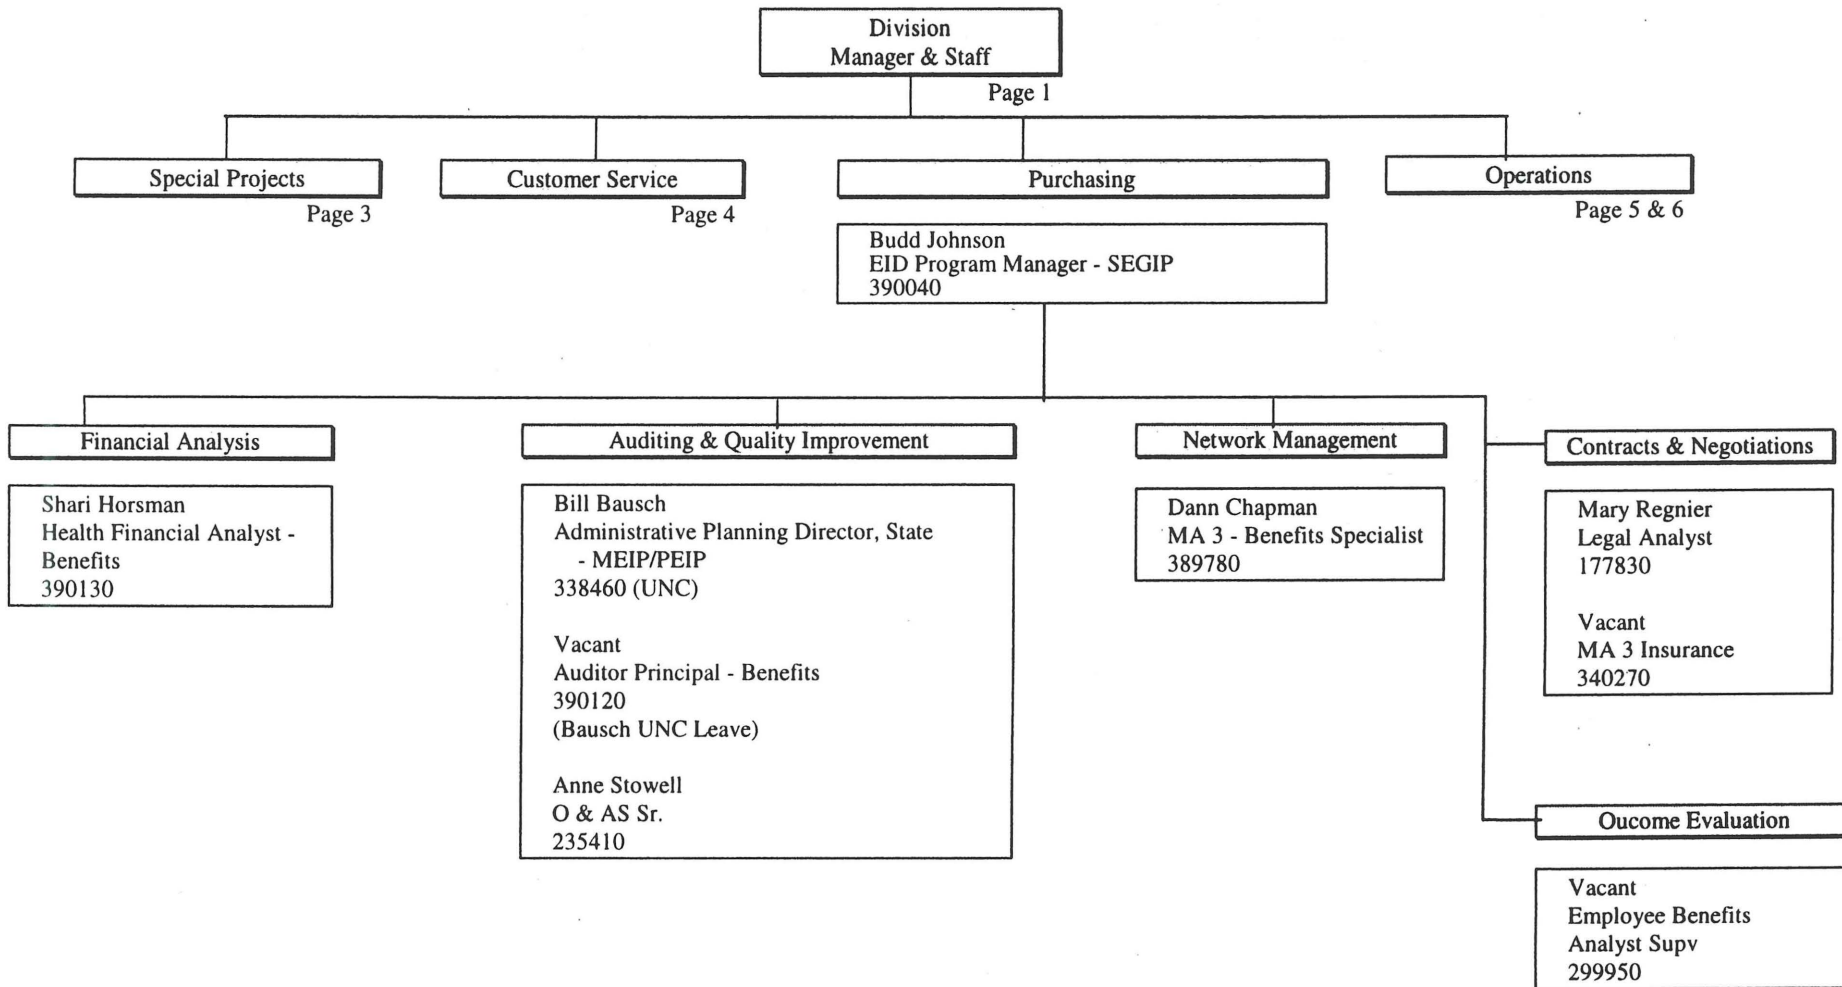 Division
Manager & Staff
Page 1
Special Projects
Page 3
Customer Service
Page 4
Purchasing
Operations
Page 5 & 6
Budd Johnson
EID Program Manager - SEGIP
390040
Financial Analysis
Shari Horsman
Health Financial Analyst -
Benefits
390130
Auditing & Quality Improvement
Bill Bausch
Administrative Planning Director, State
- MEIP/PEIP
338460 (UNC)
Vacant
Auditor Principal - Benefits
390120
(Bausch UNC Leave)
Anne Stowell
O & AS Sr.
235410
Network Management
Dann Chapman
MA 3 - Benefits Specialist
389780
Contracts & Negotiations
Mary Regnier
Legal Analyst
177830
Vacant
MA 3 Insurance
340270
Oucome Evaluation
Vacant
Employee Benefits
Analyst Supv
299950